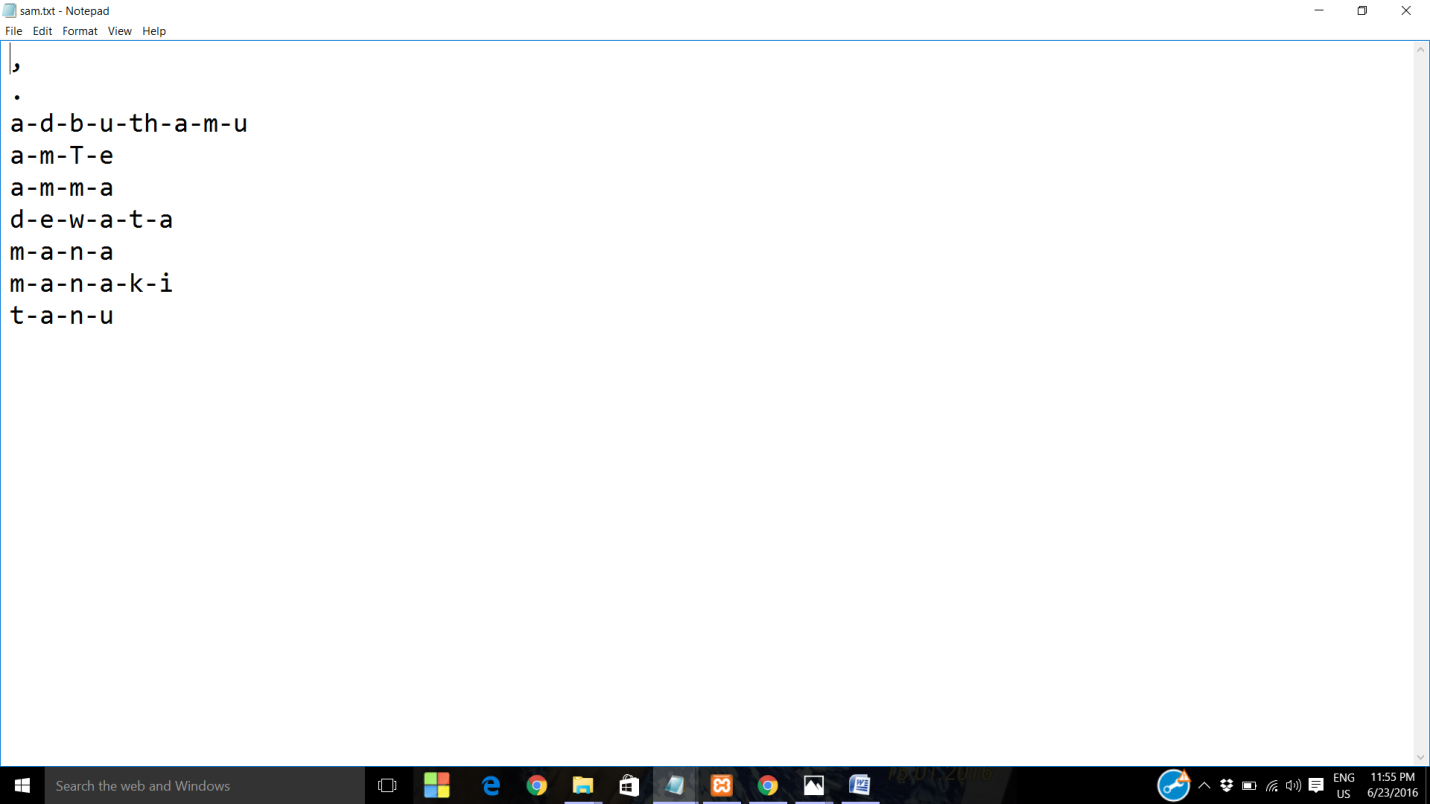 sam.txt - Notepad
File Edit Format View Help
,
.
a-d-b-u-th-a-m-u
a-m-T-e
a-m-m-a
d-e-w-a-t-a
m-a-n-a
m-a-n-a-k-i
t-a-n-u
Search the web and Windows
ENG 11:55 PM
US 6/23/2016